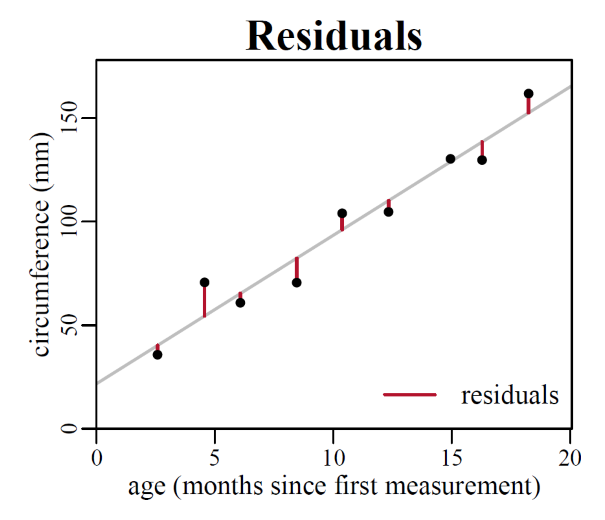 Residuals
circumference (mm)
150
100
50
0
residuals
0 5 10 15 20
age (months since first measurement)